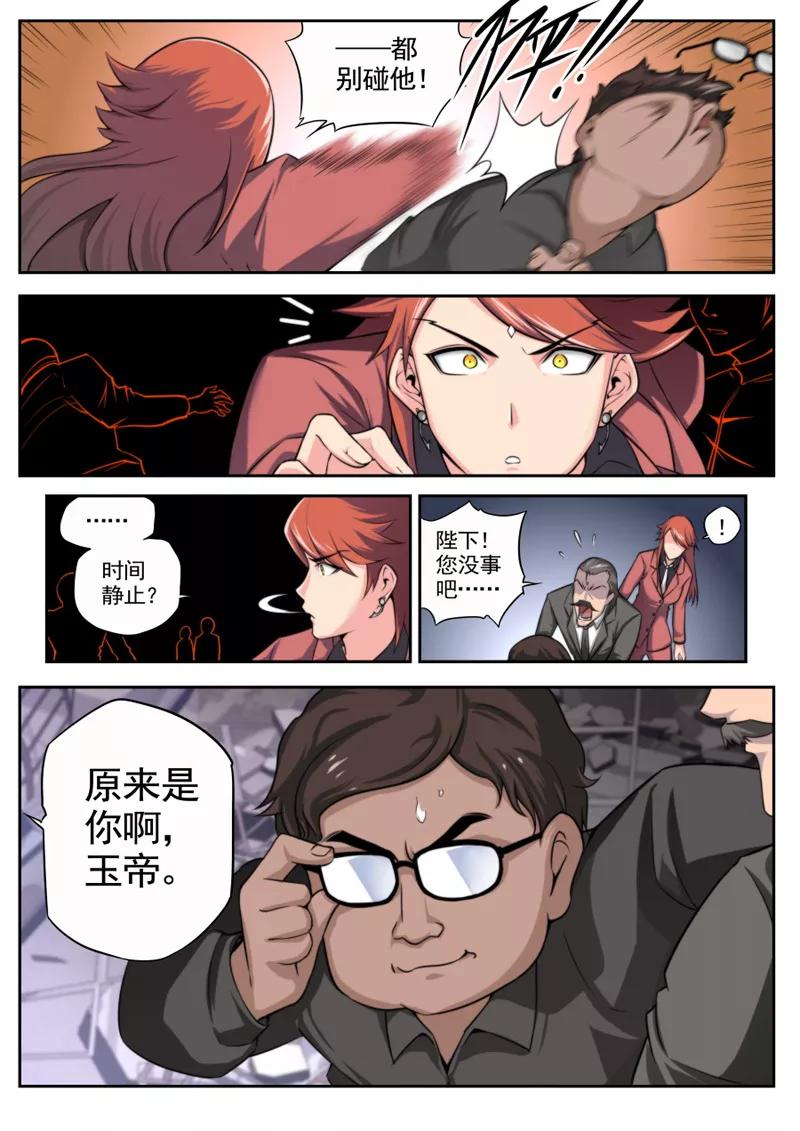 ——都
别碰他！
砰！！
……
时间
静止？
陛下！
您没事
吧……
！
原来是
你啊，
玉帝。